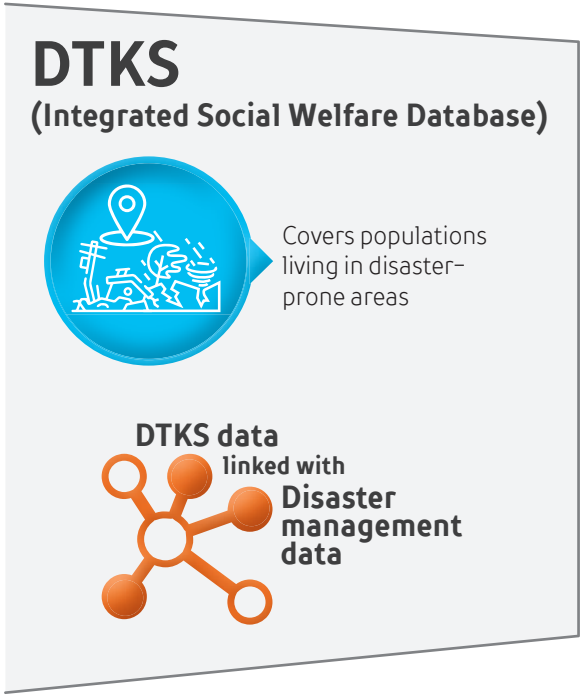 DTKS
(Integrated Social Welfare Database)
Covers populations
living in disaster-
prone areas
DTKS data
linked with
Disaster
management
data